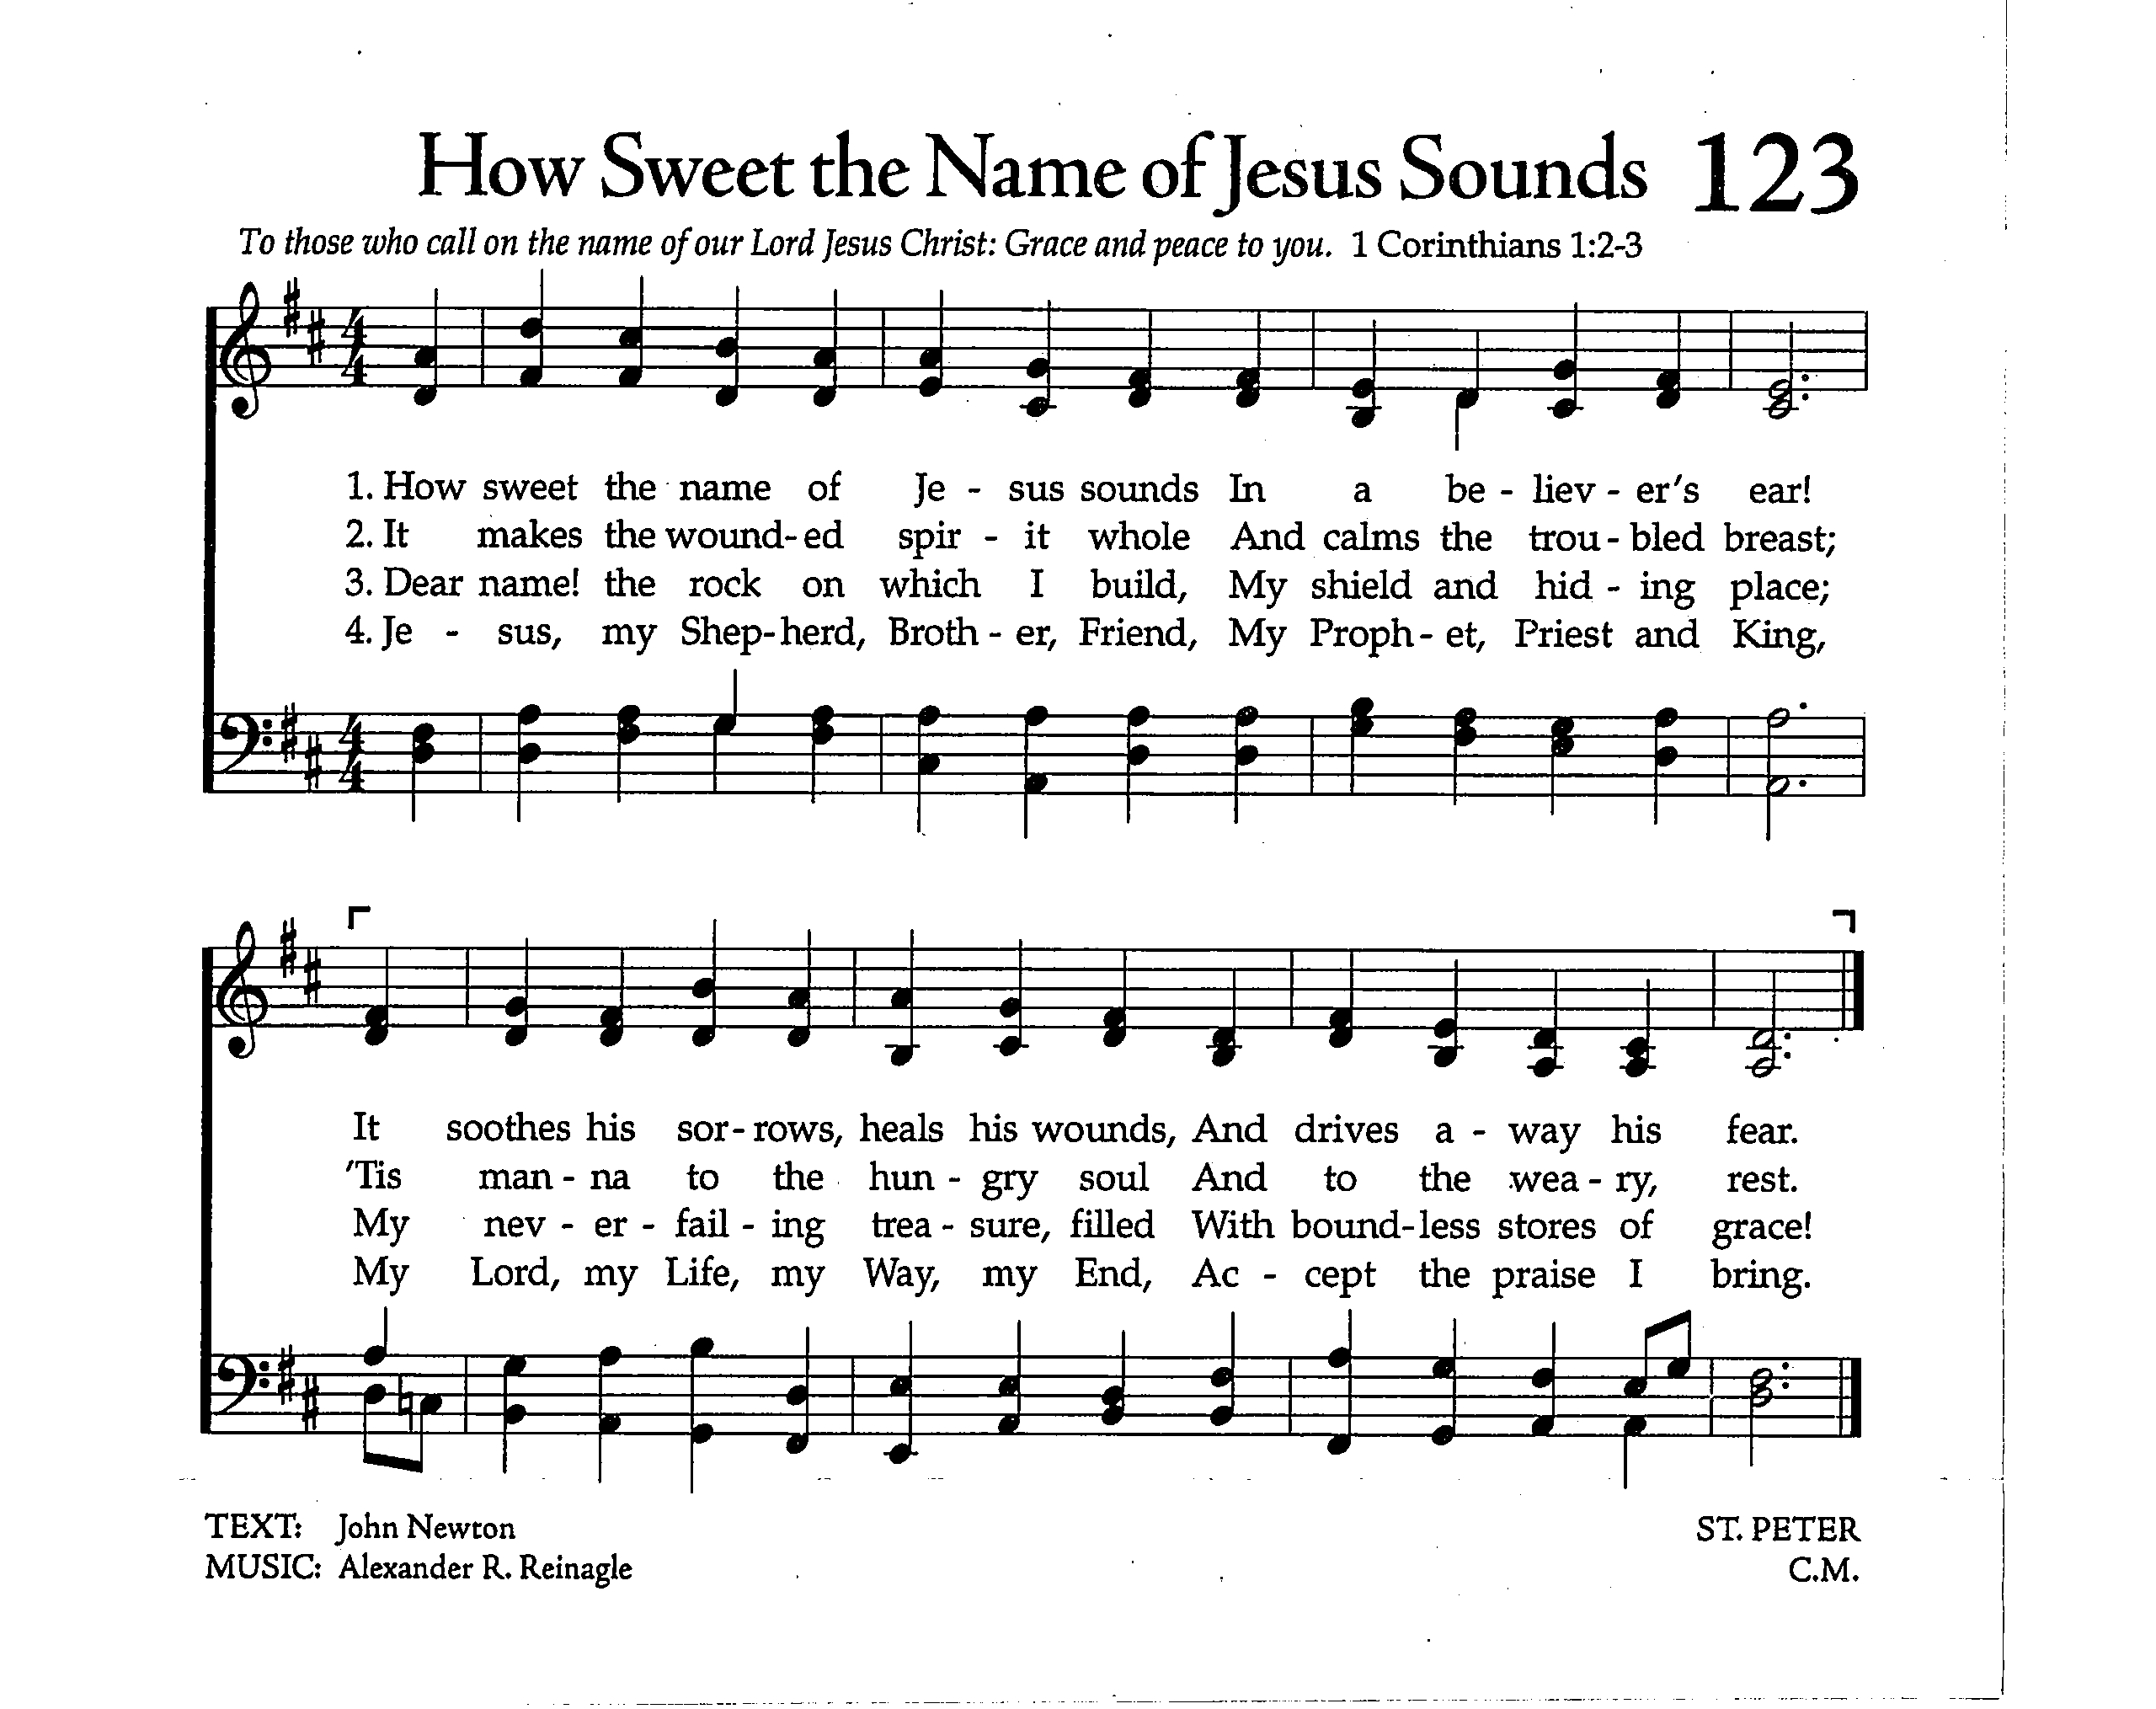 How Sweet the Name of Jesus Sounds 123
To those who call on the name of our Lord Jesus Christ: Grace and peace to you. 1 Corinthians 1:2-3
4
4
1. How sweet the name of Je - sus sounds In a be - liev - er's ear!
2. It makes the wound- ed spir - it whole And calms the trou - bled breast;
3. Dear name! the rock on which I build, My shield and hid - ing place;
4. Je - sus, my Shep- herd, Broth - er, Friend, My Proph - et, Priest and King,
4
4
It soothes his sor- rows, heals his wounds, And drives a - way his fear.
'Tis man - na to the hun - gry soul And to the wea - ry, rest.
My nev - er - fail - ing trea - sure, filled With bound- less stores of grace!
My Lord, my Life, my Way, my End, Ac - cept the praise I bring.
TEXT: John Newton ST. PETER
MUSIC: Alexander R. Reinagle C.M.